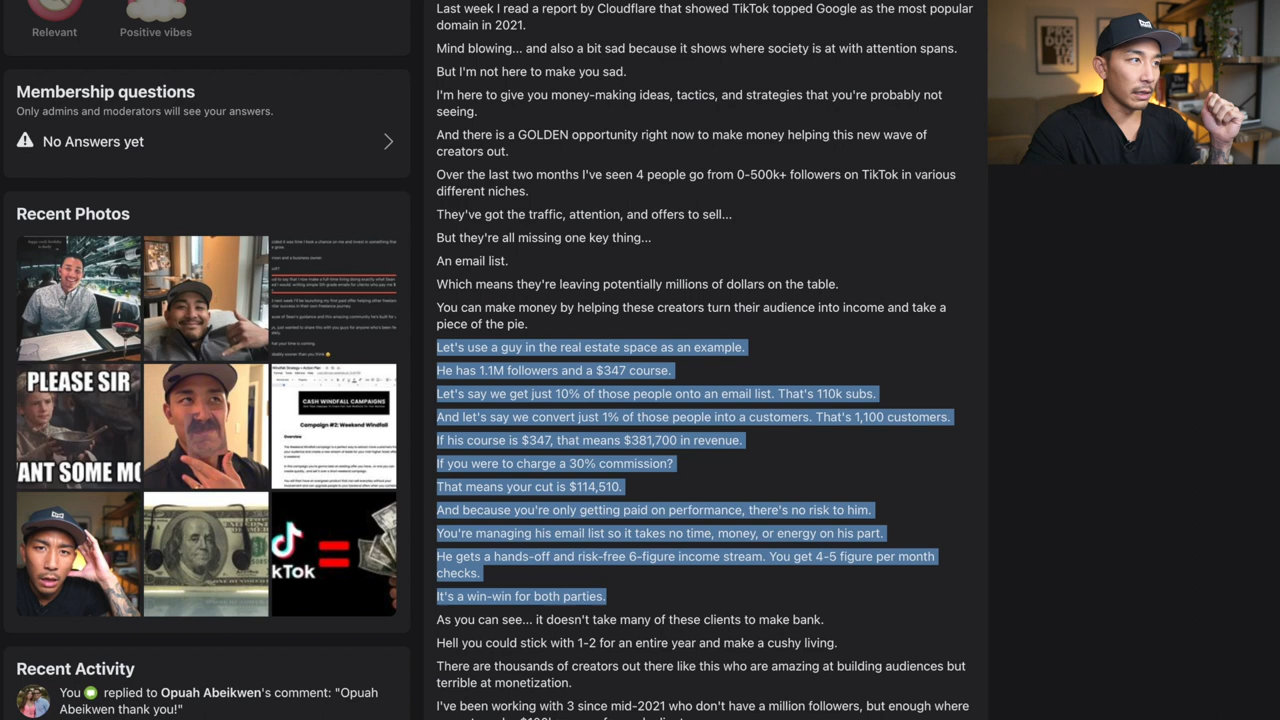 Relevant
Positive vibes
Membership questions
Only admins and moderators will see your answers.
No Answers yet
Recent Photos
PLEASE SIR
ANT SOME MO
CASH WINDFALL CAMPAIGNS
Campaign #2: Weekend Windfall
Overview
kTok
Recent Activity
You replied to Opuah Abeikwen's comment: "Opuah
Abeikwen thank you!"
Last week I read a report by Cloudflare that showed TikTok topped Google as the most popular
domain in 2021.
Mind blowing... and also a bit sad because it shows where society is at with attention spans.
But I'm not here to make you sad.
I'm here to give you money-making ideas, tactics, and strategies that you're probably not
seeing.
And there is a GOLDEN opportunity right now to make money helping this new wave of
creators out.
Over the last two months I've seen 4 people go from 0-500k+ followers on TikTok in various
different niches.
They've got the traffic, attention, and offers to sell...
But they're all missing one key thing...
An email list.
Which means they're leaving potentially millions of dollars on the table.
You can make money by helping these creators turn their audience into income and take a
piece of the pie.
Let's use a guy in the real estate space as an example.
He has 1.1M followers and a $347 course.
Let's say we get just 10% of those people onto an email list. That's 110k subs.
And let's say we convert just 1% of those people into a customers. That's 1,100 customers.
If his course is $347, that means $381,700 in revenue.
If you were to charge a 30% commission?
That means your cut is $114,510.
And because you're only getting paid on performance, there's no risk to him.
You're managing his email list so it takes no time, money, or energy on his part.
He gets a hands-off and risk-free 6-figure income stream. You get 4-5 figure per month
checks.
It's a win-win for both parties.
As you can see... it doesn't take many of these clients to make bank.
Hell you could stick with 1-2 for an entire year and make a cushy living.
There are thousands of creators out there like this who are amazing at building audiences but
terrible at monetization.
I've been working with 3 since mid-2021 who don't have a million followers, but enough where